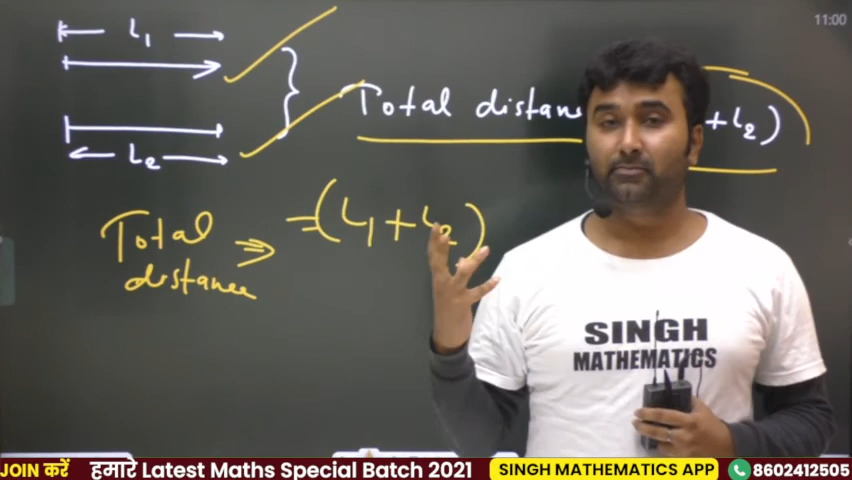 11:00
L₁
Total distan
+L₂)
L₂
Total
distance
⇒ =(L₁+L₂)
SINGH
MATHEMATICS
JOIN करें हमारे Latest Maths Special Batch 2021 SINGH MATHEMATICS APP 8602412505